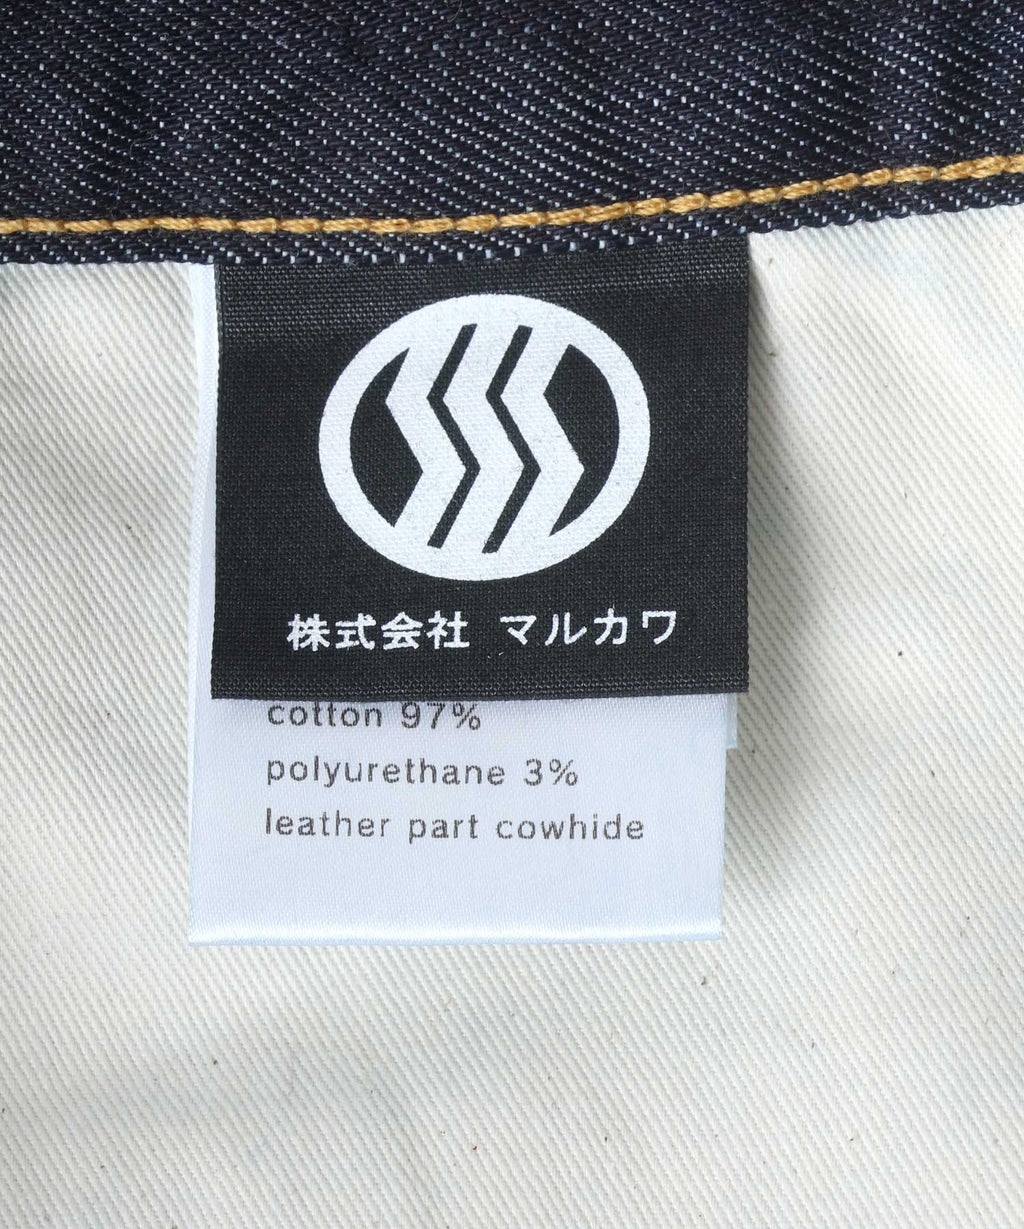 株式会社 マルカワ
cotton 97%
polyurethane 3%
leather part cowhide